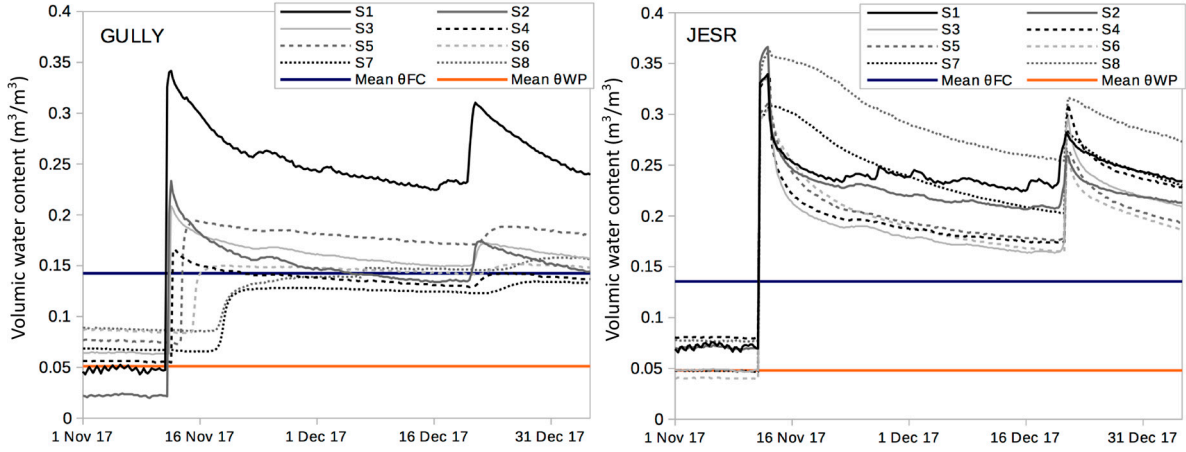 GULLY
S1 S2
S3 S4
S5 S6
S7 S8
Mean θFC Mean θWP
Volumic water content (m³/m³)
0.4
0.35
0.3
0.25
0.2
0.15
0.1
0.05
0
1 Nov 17 16 Nov 17 1 Dec 17 16 Dec 17 31 Dec 17
JESR
S1 S2
S3 S4
S5 S6
S7 S8
Mean θFC Mean θWP
Volumic water content (m³/m³)
0.4
0.35
0.3
0.25
0.2
0.15
0.1
0.05
0
1 Nov 17 16 Nov 17 1 Dec 17 16 Dec 17 31 Dec 17